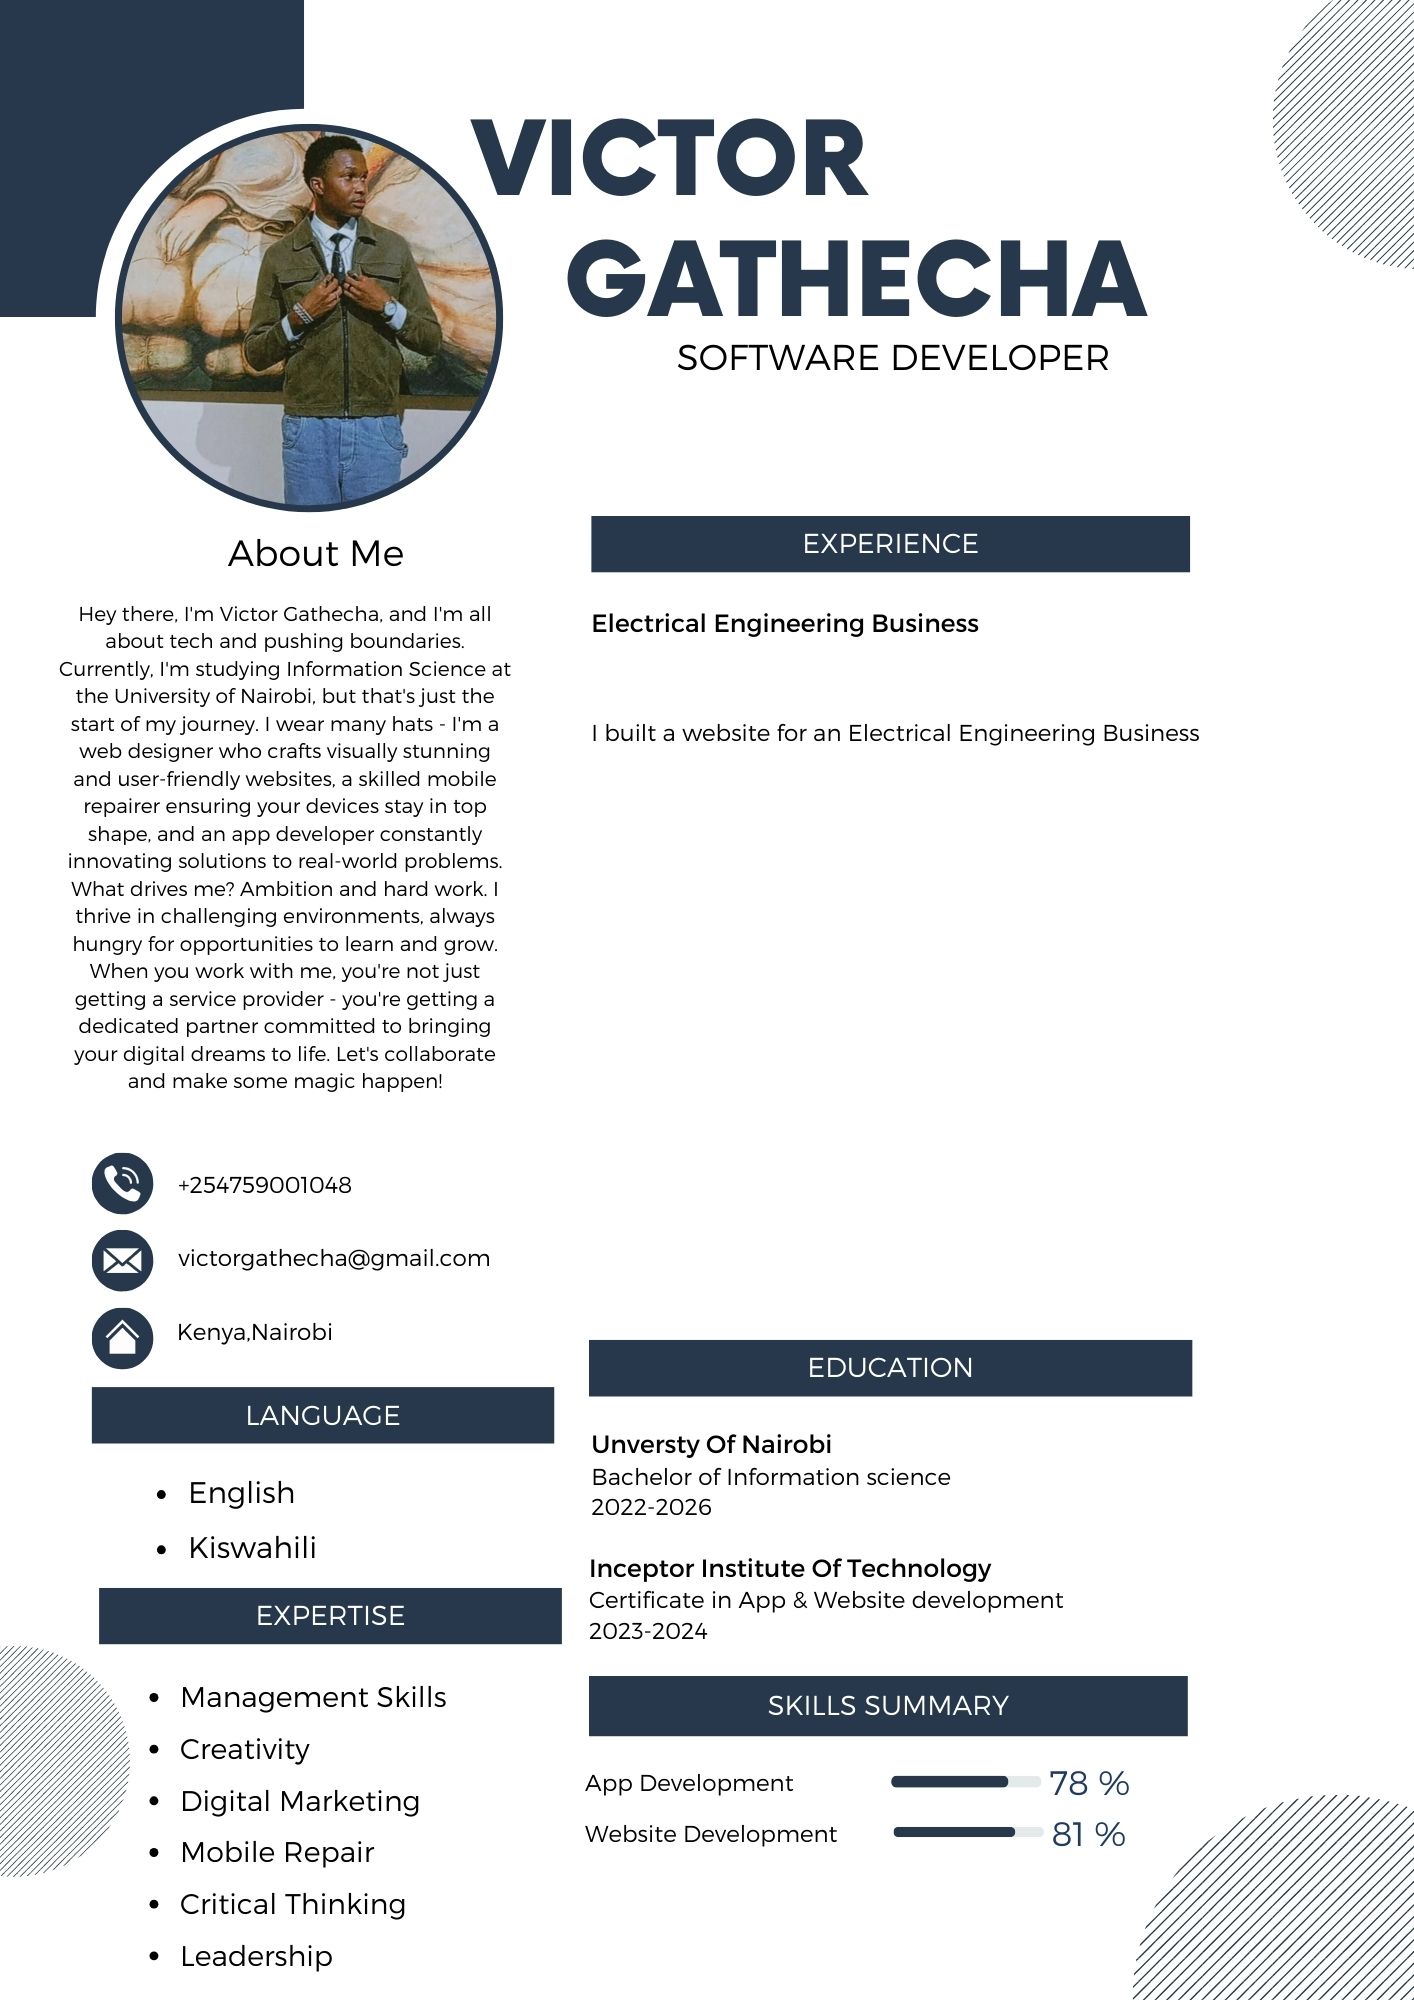 VICTOR
GATHECHA
SOFTWARE DEVELOPER
About Me
Hey there, I'm Victor Gathecha, and I'm all
about tech and pushing boundaries.
Currently, I'm studying Information Science at
the University of Nairobi, but that's just the
start of my journey. I wear many hats - I'm a
web designer who crafts visually stunning
and user-friendly websites, a skilled mobile
repairer ensuring your devices stay in top
shape, and an app developer constantly
innovating solutions to real-world problems.
What drives me? Ambition and hard work. I
thrive in challenging environments, always
hungry for opportunities to learn and grow.
When you work with me, you're not just
getting a service provider - you're getting a
dedicated partner committed to bringing
your digital dreams to life. Let's collaborate
and make some magic happen!
+254759001048
victorgathecha@gmail.com
Kenya,Nairobi
LANGUAGE
English
Kiswahili
EXPERTISE
Management Skills
Creativity
Digital Marketing
Mobile Repair
Critical Thinking
Leadership
EXPERIENCE
Electrical Engineering Business
I built a website for an Electrical Engineering Business
EDUCATION
Unversty Of Nairobi
Bachelor of Information science
2022-2026
Inceptor Institute Of Technology
Certificate in App & Website development
2023-2024
SKILLS SUMMARY
App Development 78 %
Website Development 81 %